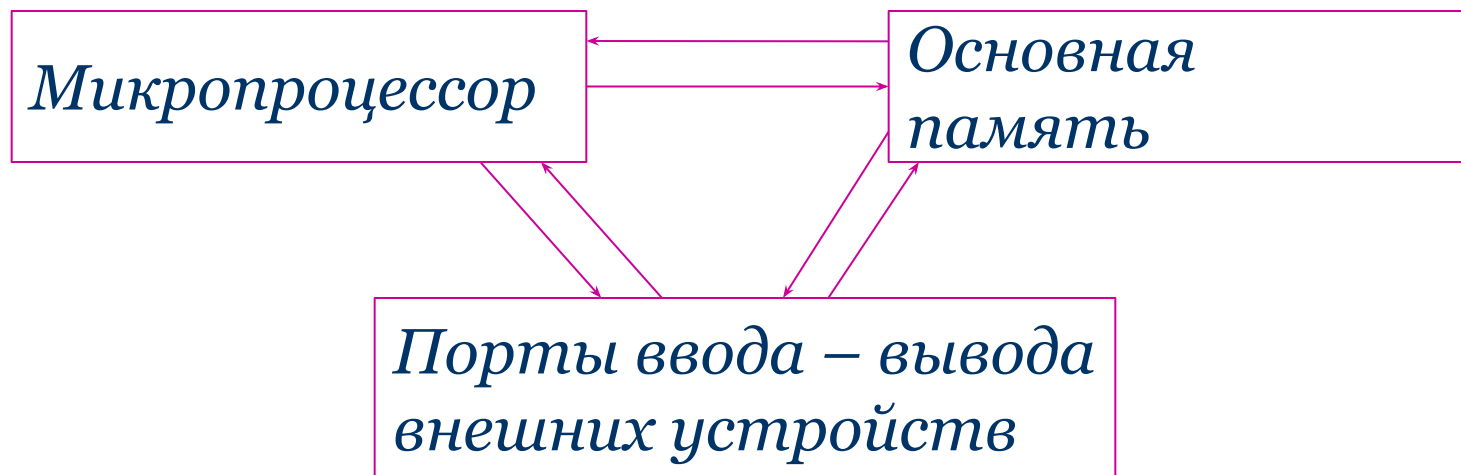 Микропроцессор
Основная
память
Порты ввода – вывода
внешних устройств